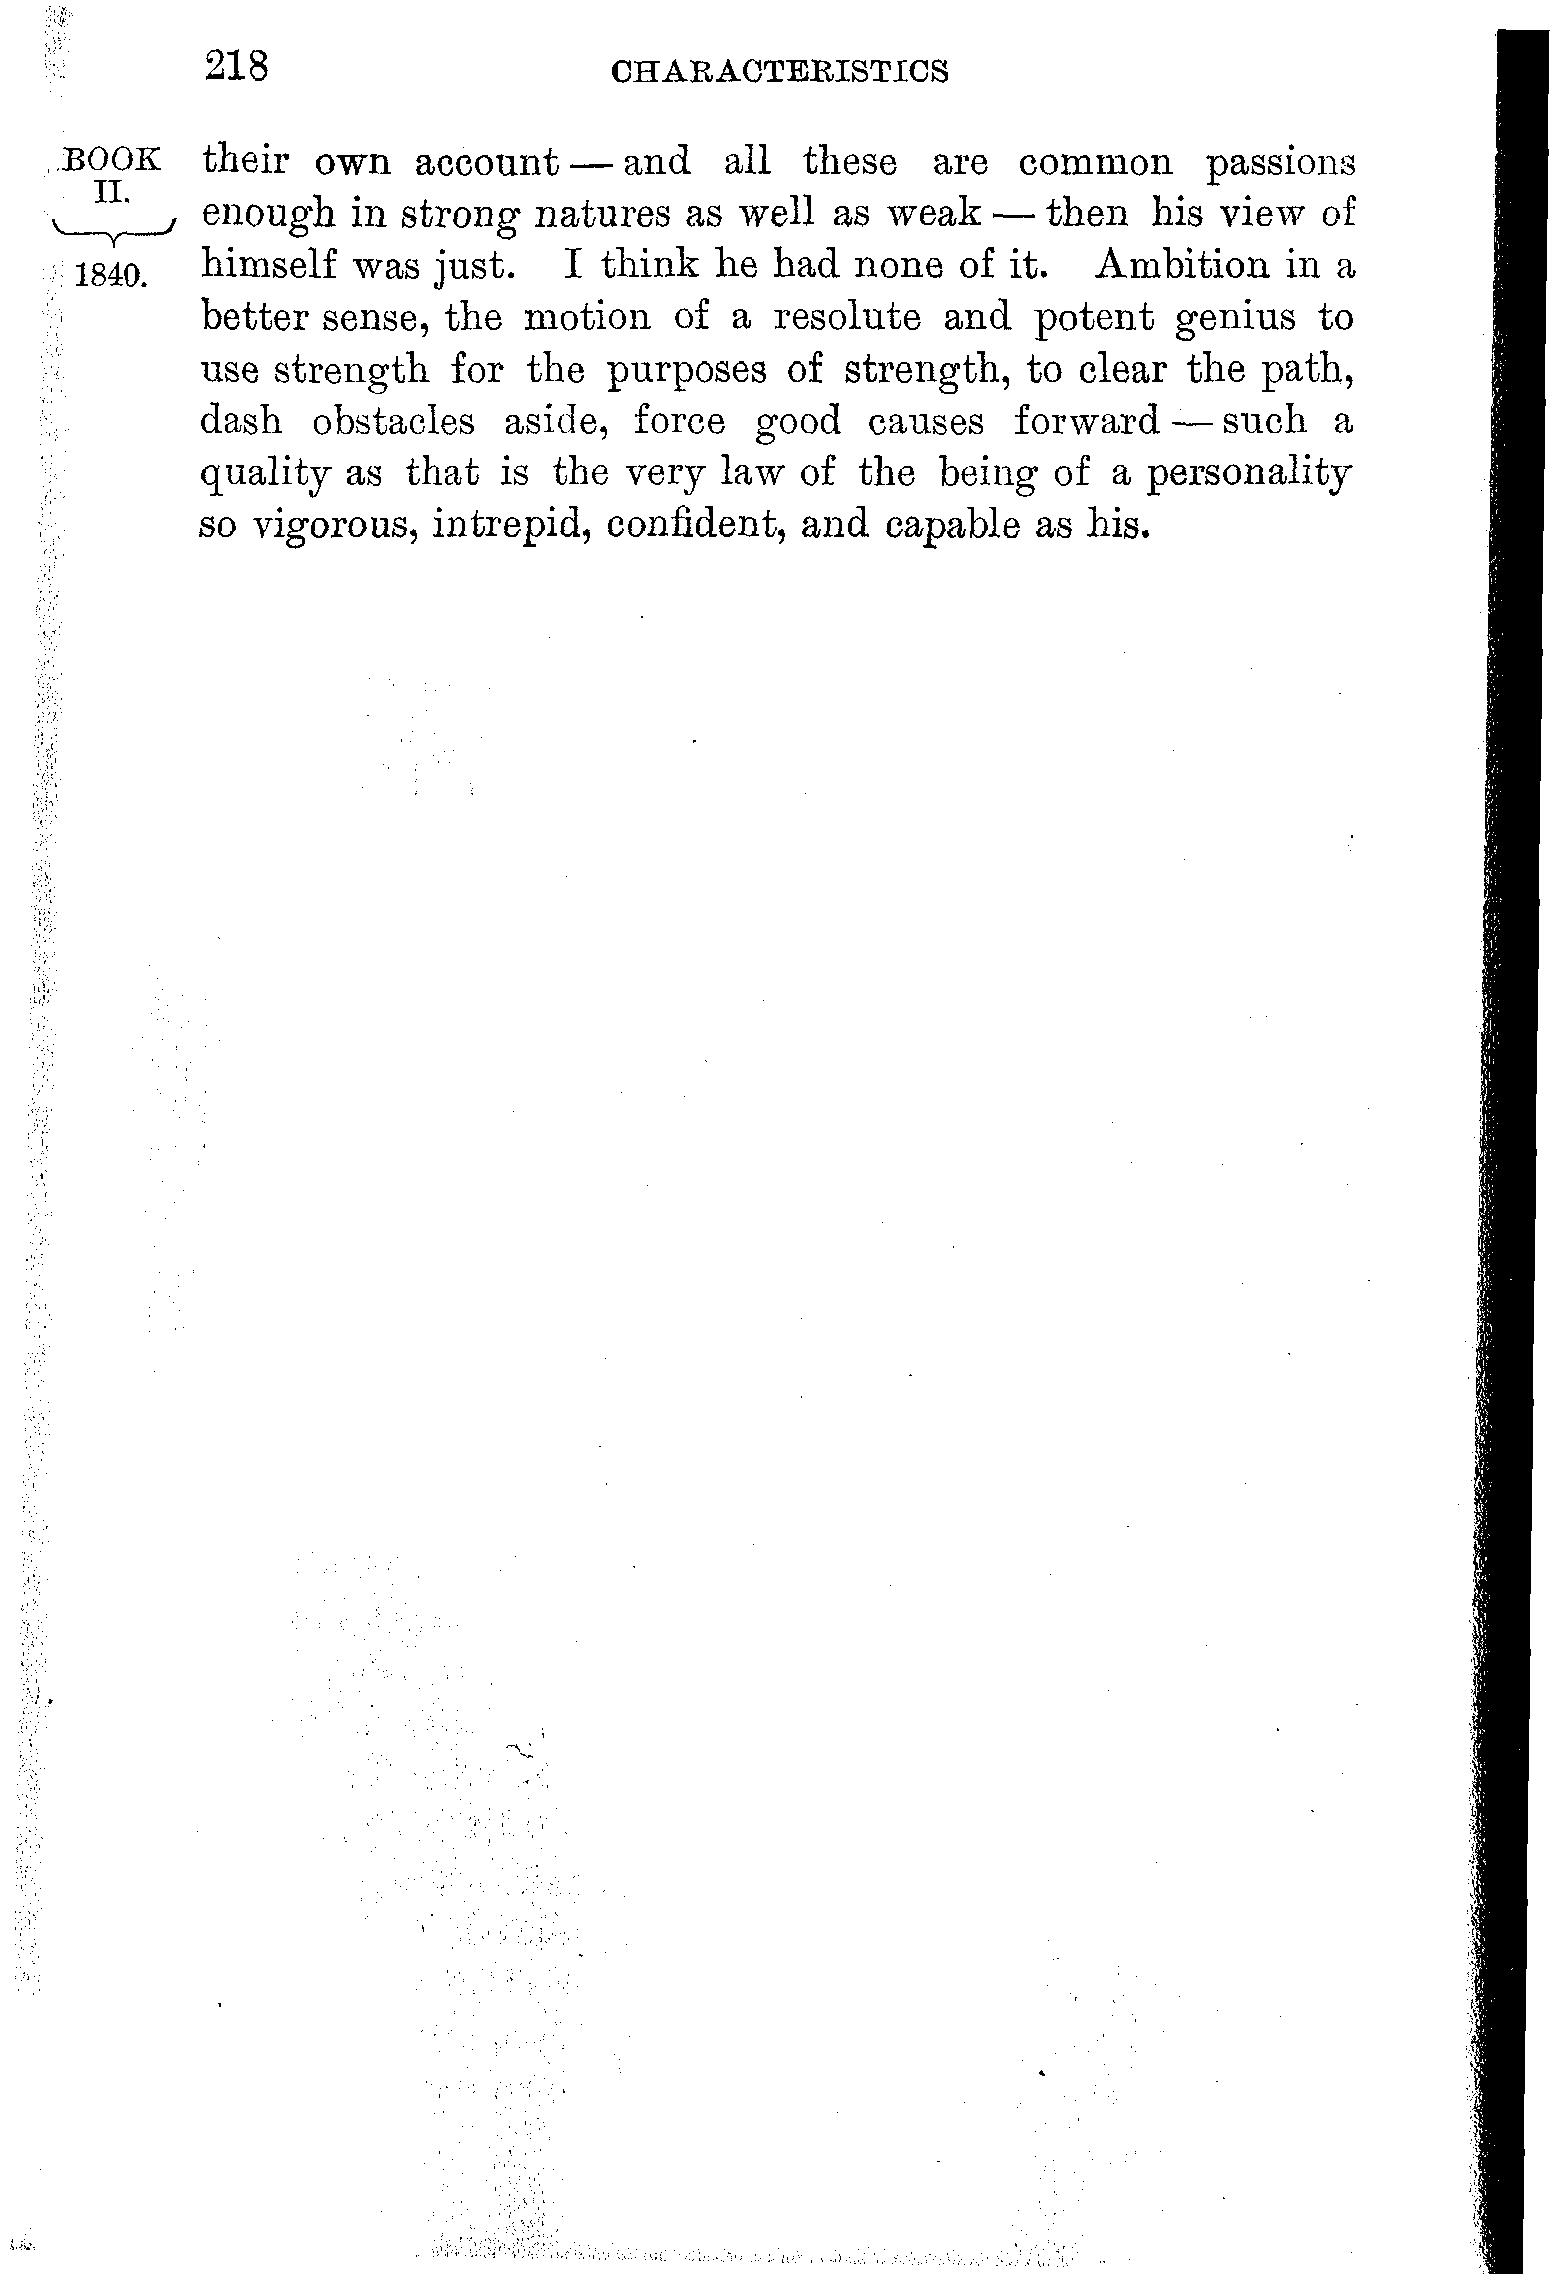 218 CHARACTERISTICS
BOOK
II.
1840.
their own account — and all these are common passions
enough in strong natures as well as weak — then his view of
himself was just. I think he had none of it. Ambition in a
better sense, the motion of a resolute and potent genius to
use strength for the purposes of strength, to clear the path,
dash obstacles aside, force good causes forward — such a
quality as that is the very law of the being of a personality
so vigorous, intrepid, confident, and capable as his.